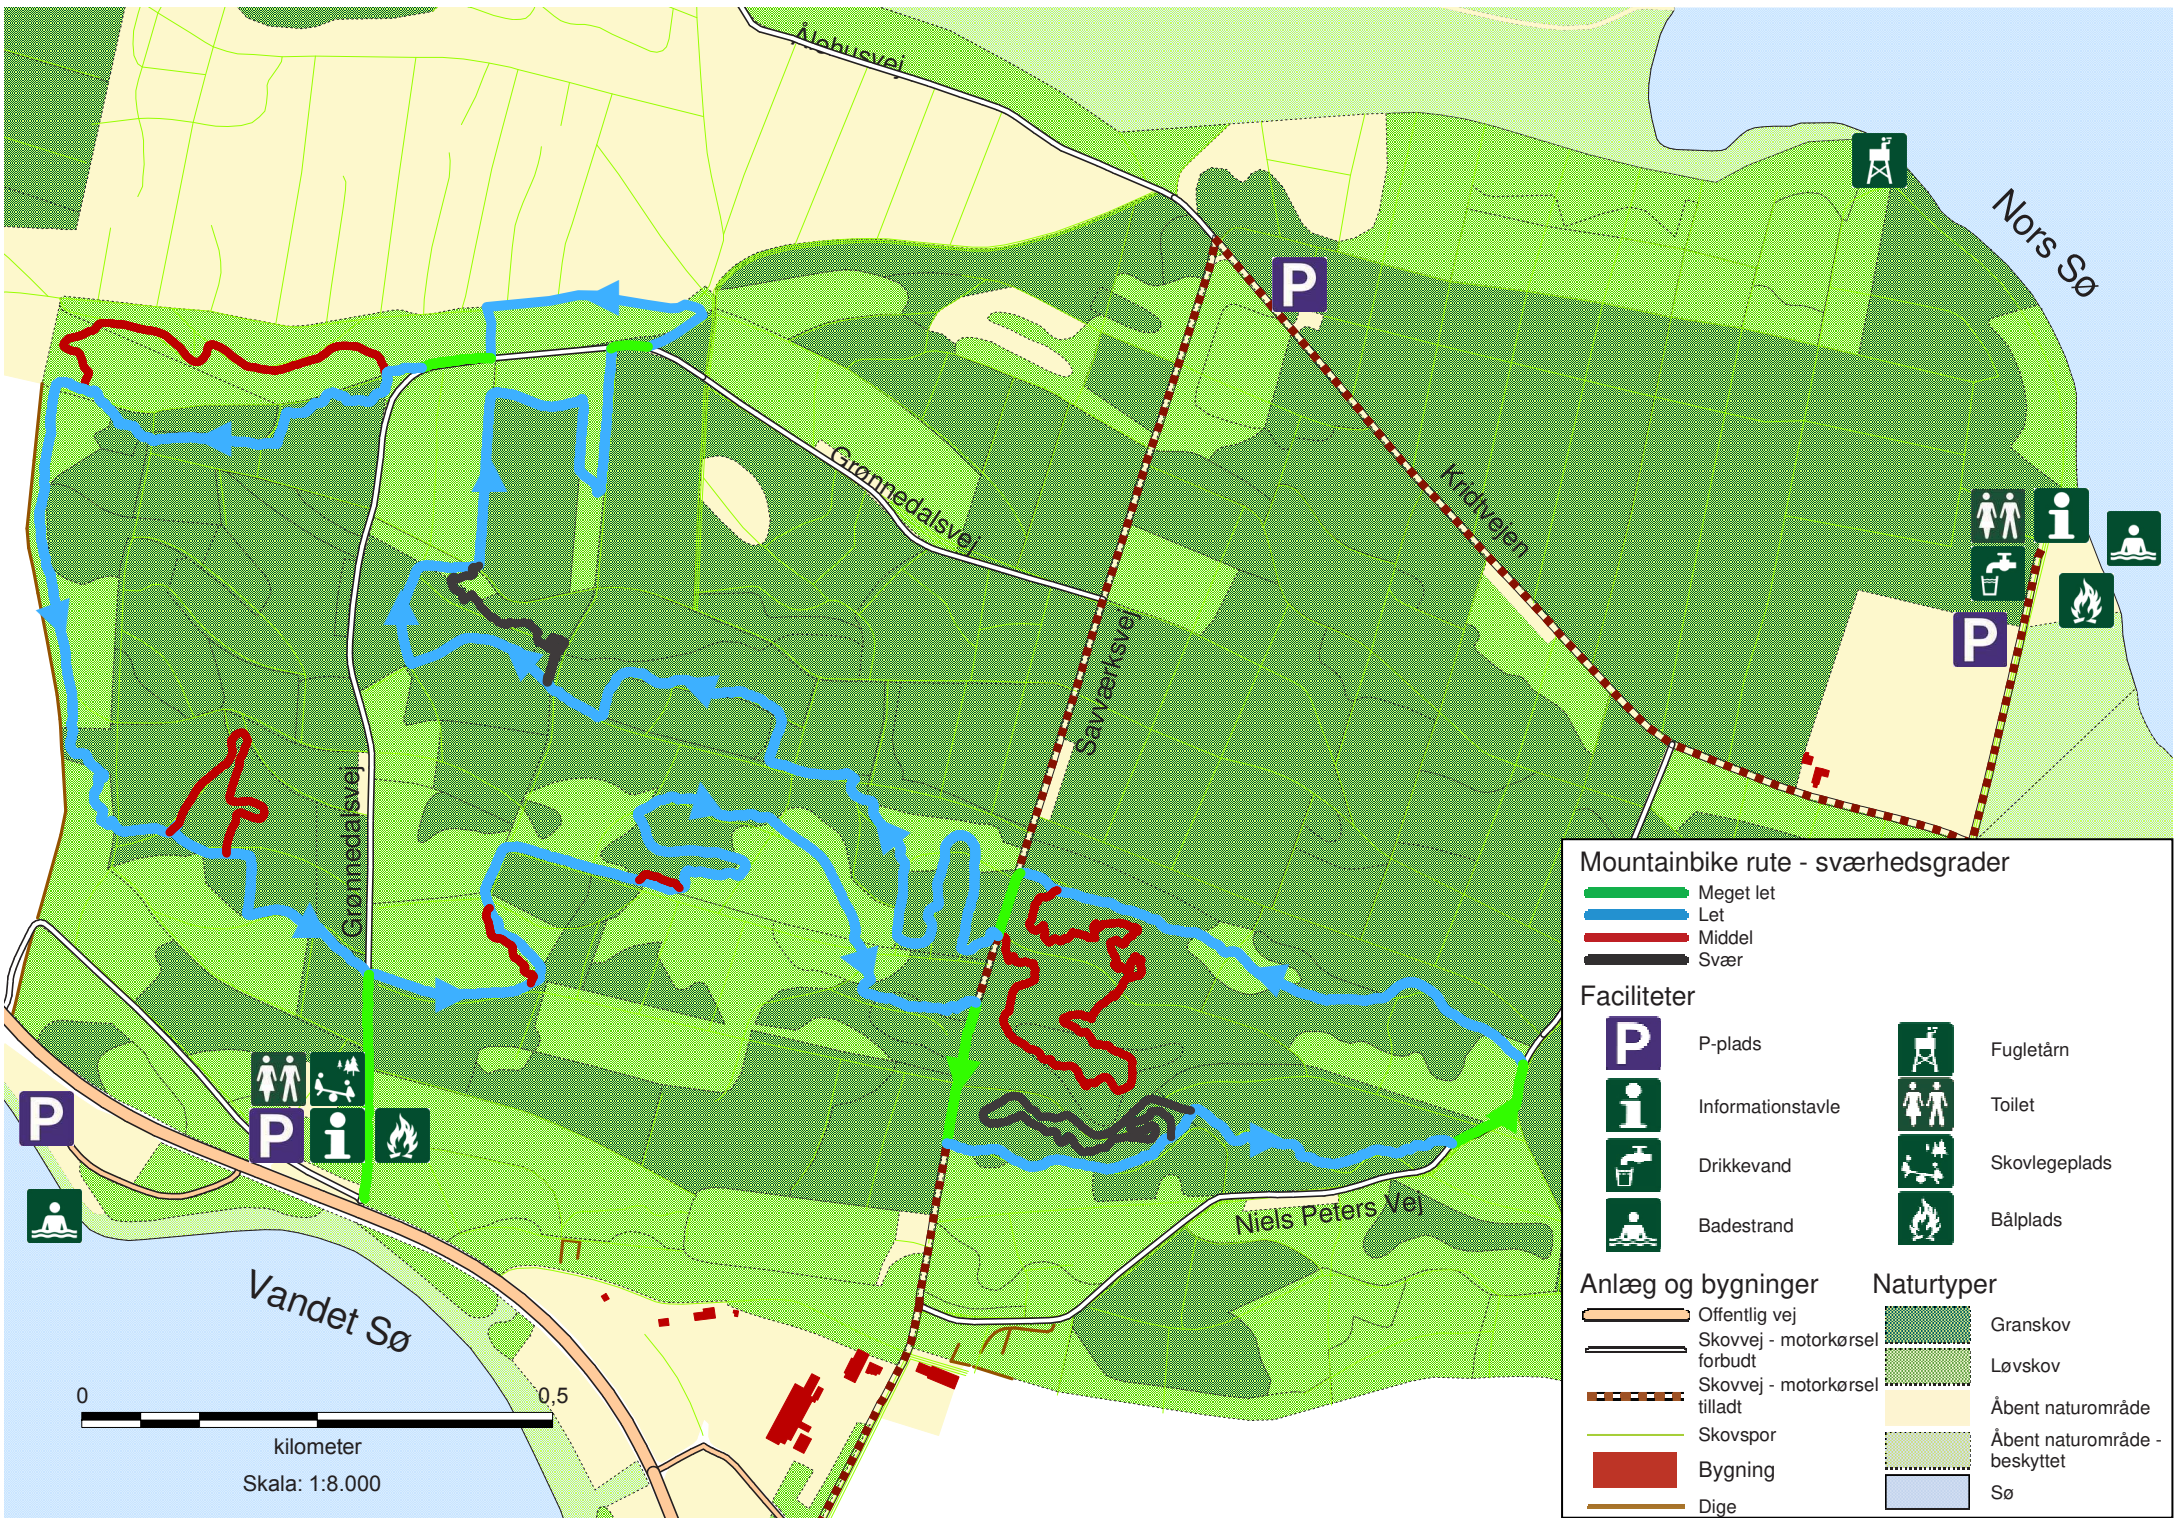 Ålehusvej
Nors Sø
P
Grønnedalsvej
Kridtvejen
P
Savværksvej
Grønnedalsvej
P
P
Niels Peters Vej
Vandet Sø
0 0,5
kilometer
Skala: 1:8.000
Mountainbike rute - sværhedsgrader
Meget let
Let
Middel
Svær
Faciliteter
P
P-plads
Informationstavle
Drikkevand
Badestrand
Fugletårn
Toilet
Skovlegeplads
Bålplads
Anlæg og bygninger
Offentlig vej
Skovvej - motorkørsel
forbudt
Skovvej - motorkørsel
tilladt
Skovspor
Bygning
Dige
Naturtyper
Granskov
Løvskov
Åbent naturområde
Åbent naturområde -
beskyttet
Sø